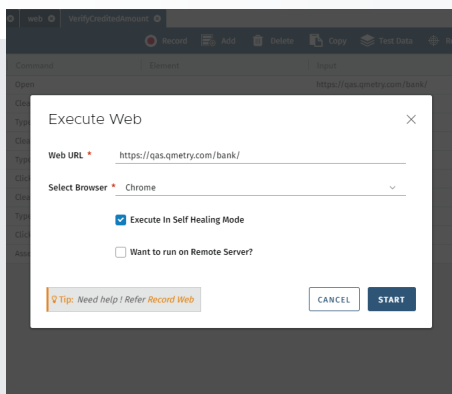 web VerifyCreditedAmount
Record Add Delete Copy Test Data
Command Element Input
Open https://qas.qmetry.com/bank/
Execute Web
Web URL * https://qas.qmetry.com/bank/
Select Browser * Chrome
Execute In Self Healing Mode
Want to run on Remote Server?
Tip: Need help ! Refer Record Web
CANCEL START